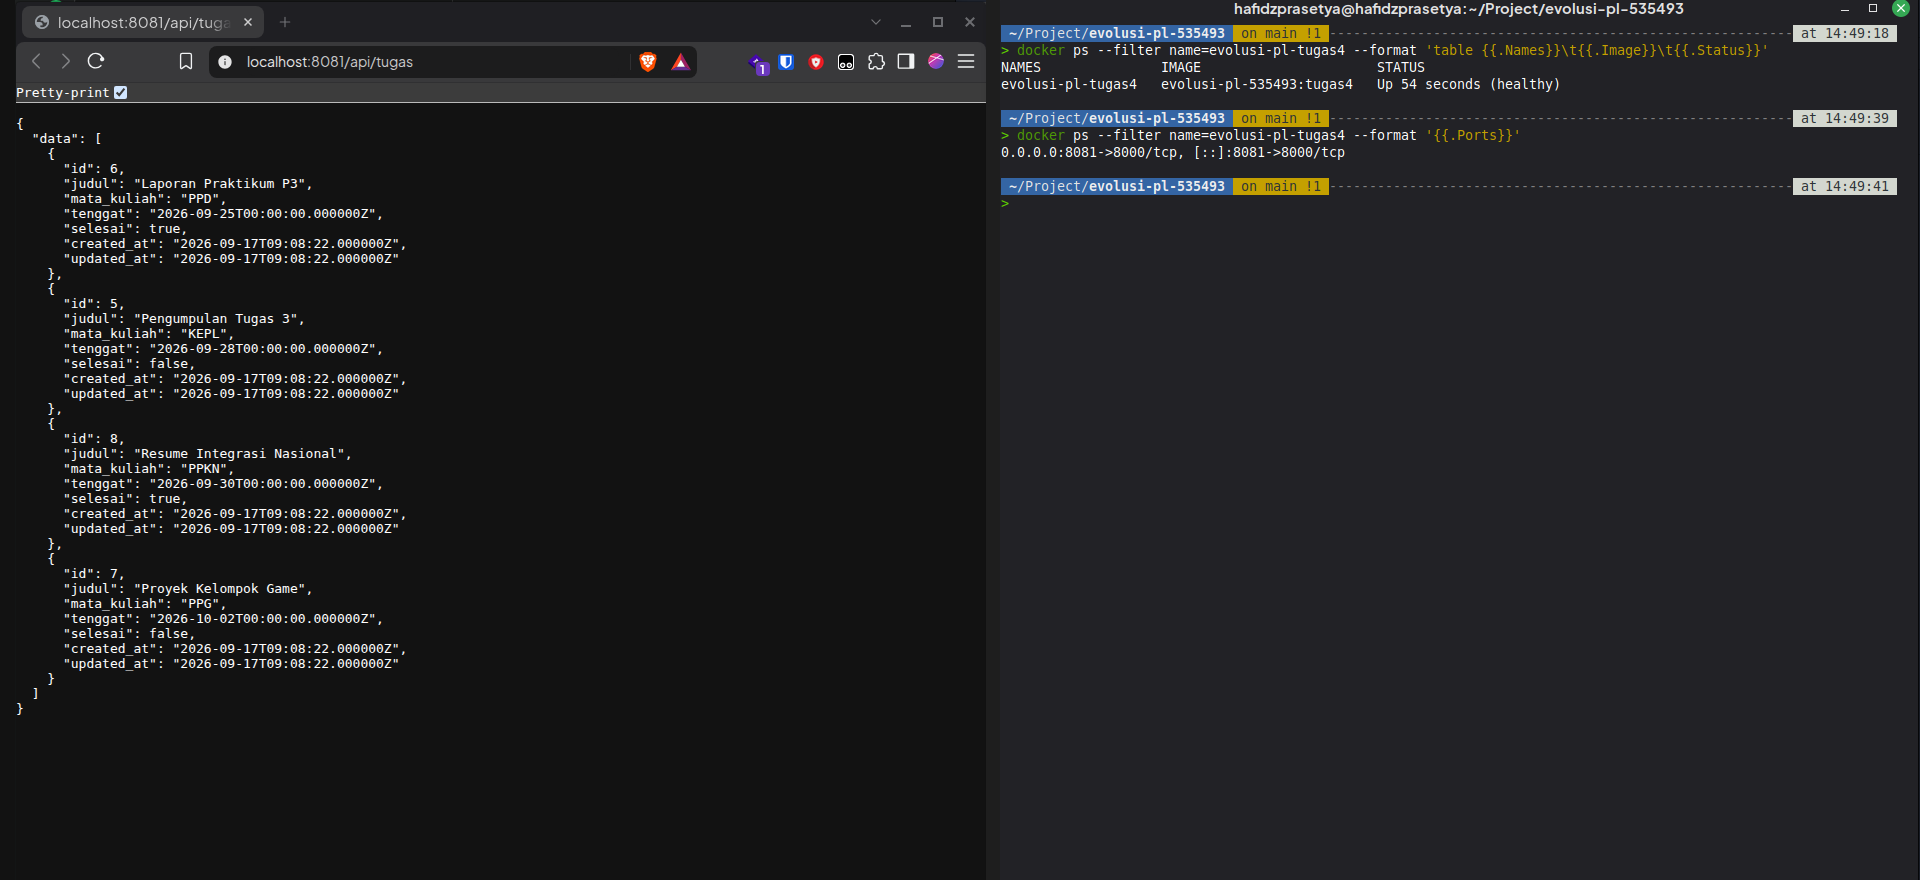 localhost:8081/api/tuga
localhost:8081/api/tugas
1
Pretty-print
{
  "data": [
    {
      "id": 6,
      "judul": "Laporan Praktikum P3",
      "mata_kuliah": "PPD",
      "tenggat": "2026-09-25T00:00:00.000000Z",
      "selesai": true,
      "created_at": "2026-09-17T09:08:22.000000Z",
      "updated_at": "2026-09-17T09:08:22.000000Z"
    },
    {
      "id": 5,
      "judul": "Pengumpulan Tugas 3",
      "mata_kuliah": "KEPL",
      "tenggat": "2026-09-28T00:00:00.000000Z",
      "selesai": false,
      "created_at": "2026-09-17T09:08:22.000000Z",
      "updated_at": "2026-09-17T09:08:22.000000Z"
    },
    {
      "id": 8,
      "judul": "Resume Integrasi Nasional",
      "mata_kuliah": "PPKN",
      "tenggat": "2026-09-30T00:00:00.000000Z",
      "selesai": true,
      "created_at": "2026-09-17T09:08:22.000000Z",
      "updated_at": "2026-09-17T09:08:22.000000Z"
    },
    {
      "id": 7,
      "judul": "Proyek Kelompok Game",
      "mata_kuliah": "PPG",
      "tenggat": "2026-10-02T00:00:00.000000Z",
      "selesai": false,
      "created_at": "2026-09-17T09:08:22.000000Z",
      "updated_at": "2026-09-17T09:08:22.000000Z"
    }
  ]
}
hafidzprasetya@hafidzprasetya:~/Project/evolusi-pl-535493
~/Project/evolusi-pl-535493 on main !1 at 14:49:18
> docker ps --filter name=evolusi-pl-tugas4 --format 'table {{.Names}}\t{{.Image}}\t{{.Status}}'
NAMES IMAGE STATUS
evolusi-pl-tugas4 evolusi-pl-535493:tugas4 Up 54 seconds (healthy)
~/Project/evolusi-pl-535493 on main !1 at 14:49:39
> docker ps --filter name=evolusi-pl-tugas4 --format '{{.Ports}}'
0.0.0.0:8081->8000/tcp, [::]:8081->8000/tcp
~/Project/evolusi-pl-535493 on main !1 at 14:49:41
>